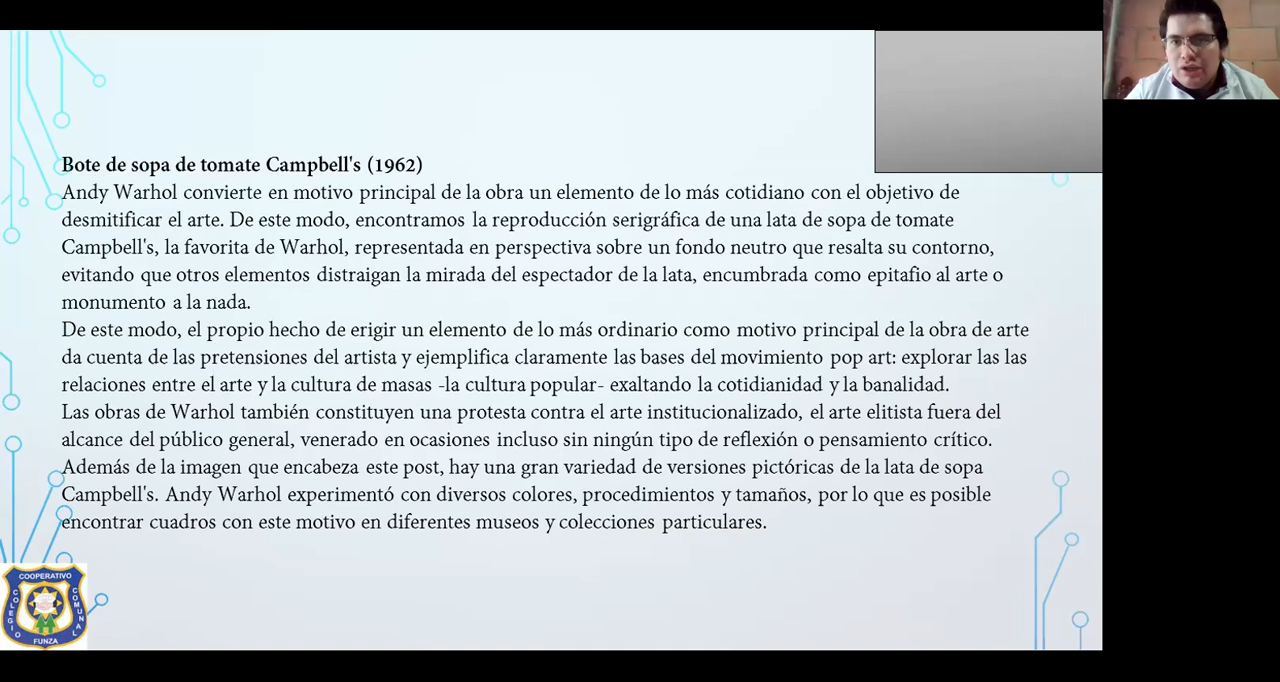 Bote de sopa de tomate Campbell's (1962)
Andy Warhol convierte en motivo principal de la obra un elemento de lo más cotidiano con el objetivo de
desmitificar el arte. De este modo, encontramos la reproducción serigráfica de una lata de sopa de tomate
Campbell's, la favorita de Warhol, representada en perspectiva sobre un fondo neutro que resalta su contorno,
evitando que otros elementos distraigan la mirada del espectador de la lata, encumbrada como epitafio al arte o
monumento a la nada.
De este modo, el propio hecho de erigir un elemento de lo más ordinario como motivo principal de la obra de arte
da cuenta de las pretensiones del artista y ejemplifica claramente las bases del movimiento pop art: explorar las las
relaciones entre el arte y la cultura de masas -la cultura popular- exaltando la cotidianidad y la banalidad.
Las obras de Warhol también constituyen una protesta contra el arte institucionalizado, el arte elitista fuera del
alcance del público general, venerado en ocasiones incluso sin ningún tipo de reflexión o pensamiento crítico.
Además de la imagen que encabeza este post, hay una gran variedad de versiones pictóricas de la lata de sopa
Campbell's. Andy Warhol experimentó con diversos colores, procedimientos y tamaños, por lo que es posible
encontrar cuadros con este motivo en diferentes museos y colecciones particulares.
COOPERATIVO
COLEGIO
COMUNAL
FUNZA